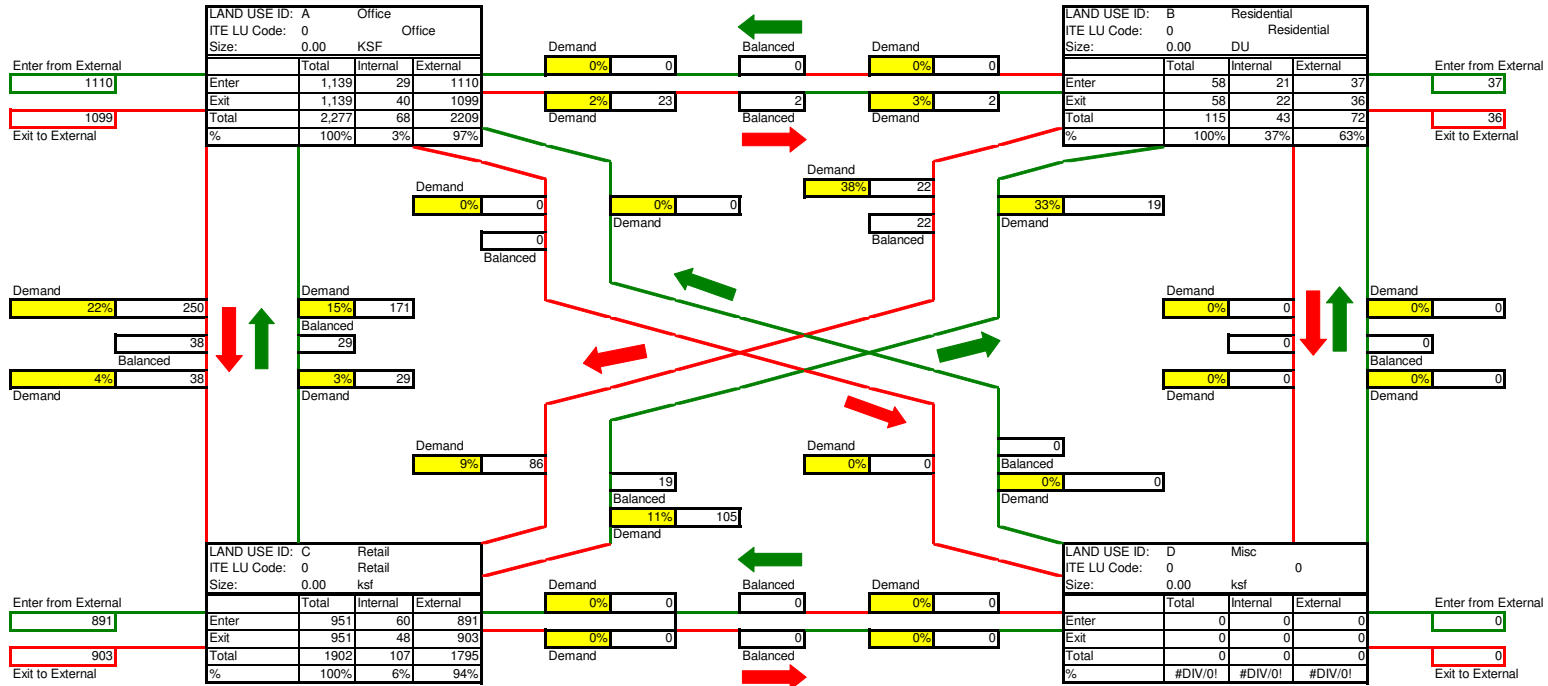 LAND USE ID: A Office
ITE LU Code: 0 Office
Size: 0.00 KSF
Total Internal External
Enter 1,139 29 1110
Exit 1,139 40 1099
Total 2,277 68 2209
% 100% 3% 97%
Enter from External
1110
1099
Exit to External
Demand Balanced Demand
0% 0 0 0% 0
2% 23 2 3% 2
Demand Balanced Demand
LAND USE ID: B Residential
ITE LU Code: 0 Residential
Size: 0.00 DU
Total Internal External
Enter 58 21 37
Exit 58 22 36
Total 115 43 72
% 100% 37% 63%
Enter from External
37
36
Exit to External
Demand
0% 0
0
Balanced
0% 0
Demand
Demand
38% 22
22
Balanced
33% 19
Demand
Demand
22% 250
38
Balanced
4% 38
Demand
Demand
15% 171
Balanced
29
3% 29
Demand
Demand
0% 0
0
0% 0
Demand
Demand
0% 0
0
Balanced
0% 0
Demand
Demand
9% 86
19
Balanced
11% 105
Demand
Demand
0% 0
0
Balanced
0% 0
Demand
LAND USE ID: C Retail
ITE LU Code: 0 Retail
Size: 0.00 ksf
Total Internal External
Enter 951 60 891
Exit 951 48 903
Total 1902 107 1795
% 100% 6% 94%
Enter from External
891
903
Exit to External
Demand Balanced Demand
0% 0 0 0% 0
0% 0 0 0% 0
Demand Balanced Demand
LAND USE ID: D Misc
ITE LU Code: 0 0
Size: 0.00 ksf
Total Internal External
Enter 0 0 0
Exit 0 0 0
Total 0 0 0
% #DIV/0! #DIV/0! #DIV/0!
Enter from External
0
0
Exit to External